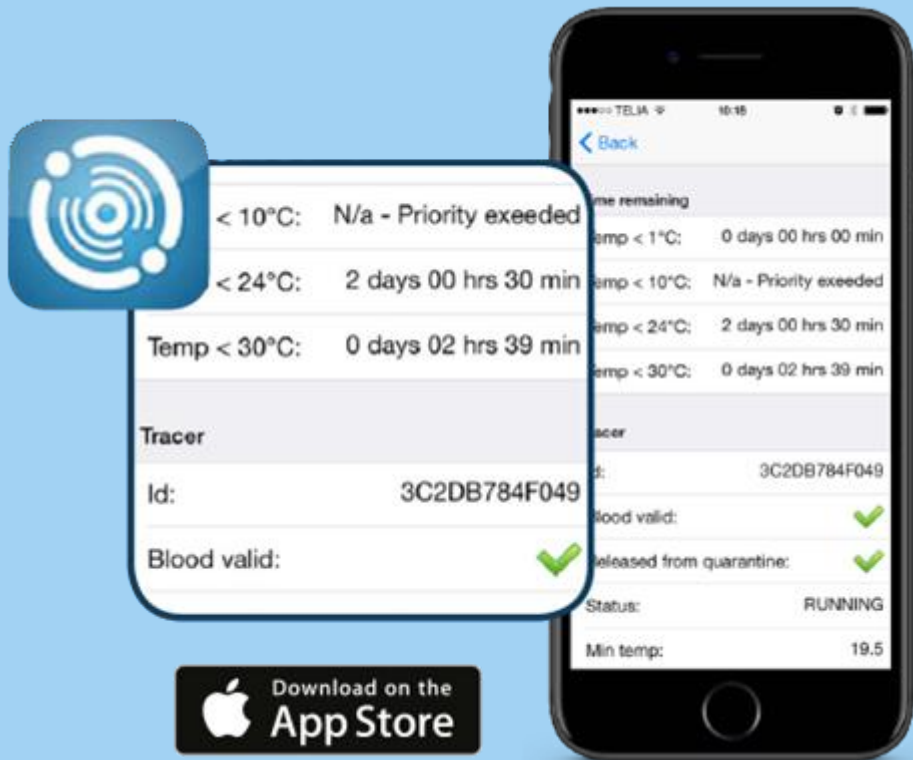 < 10°C: N/a - Priority exeeded
< 24°C: 2 days 00 hrs 30 min
Temp < 30°C: 0 days 02 hrs 39 min
Tracer
Id: 3C2DB784F049
Blood valid:
Download on the
App Store
TELIA 10:15
Back
me remaining
emp < 1°C: 0 days 00 hrs 00 min
emp < 10°C: N/a - Priority exeeded
emp < 24°C: 2 days 00 hrs 30 min
emp < 30°C: 0 days 02 hrs 39 min
acer
d: 3C2DB784F049
lood valid:
eleased from quarantine:
Status: RUNNING
Min temp: 19.5